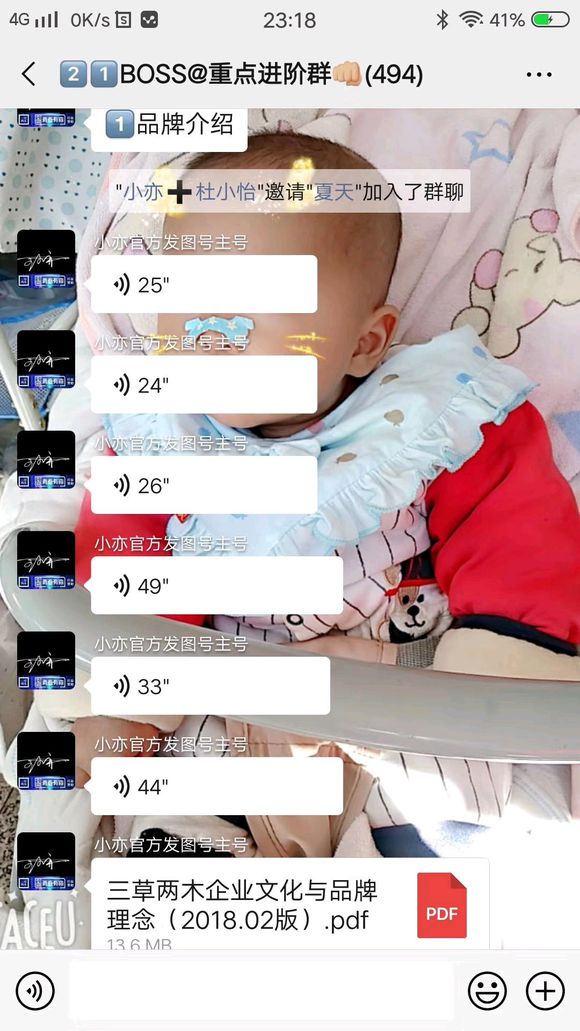 4G 0K/s 23:18 41%
21BOSS@重点进阶群👊(494)
1品牌介绍
"小亦➕杜小怡"邀请"夏天"加入了群聊
小亦官方发图号主号
25"
小亦官方发图号主号
24"
小亦官方发图号主号
26"
小亦官方发图号主号
49"
小亦官方发图号主号
33"
小亦官方发图号主号
44"
小亦官方发图号主号
三草两木企业文化与品牌
理念（2018.02版）.pdf
PDF
13.6 MB